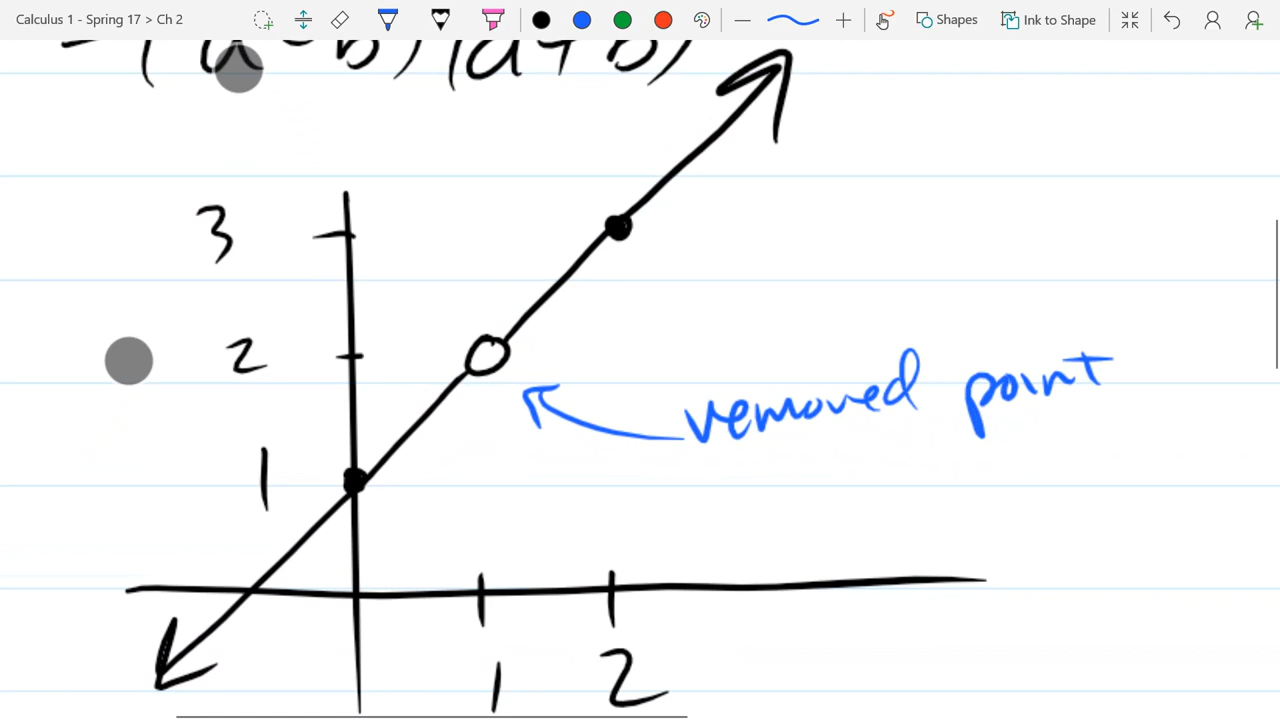 Calculus 1 - Spring 17 > Ch 2
Shapes
Ink to Shape
= (a - b) (a + b)
3
2
removed point
1
1 2